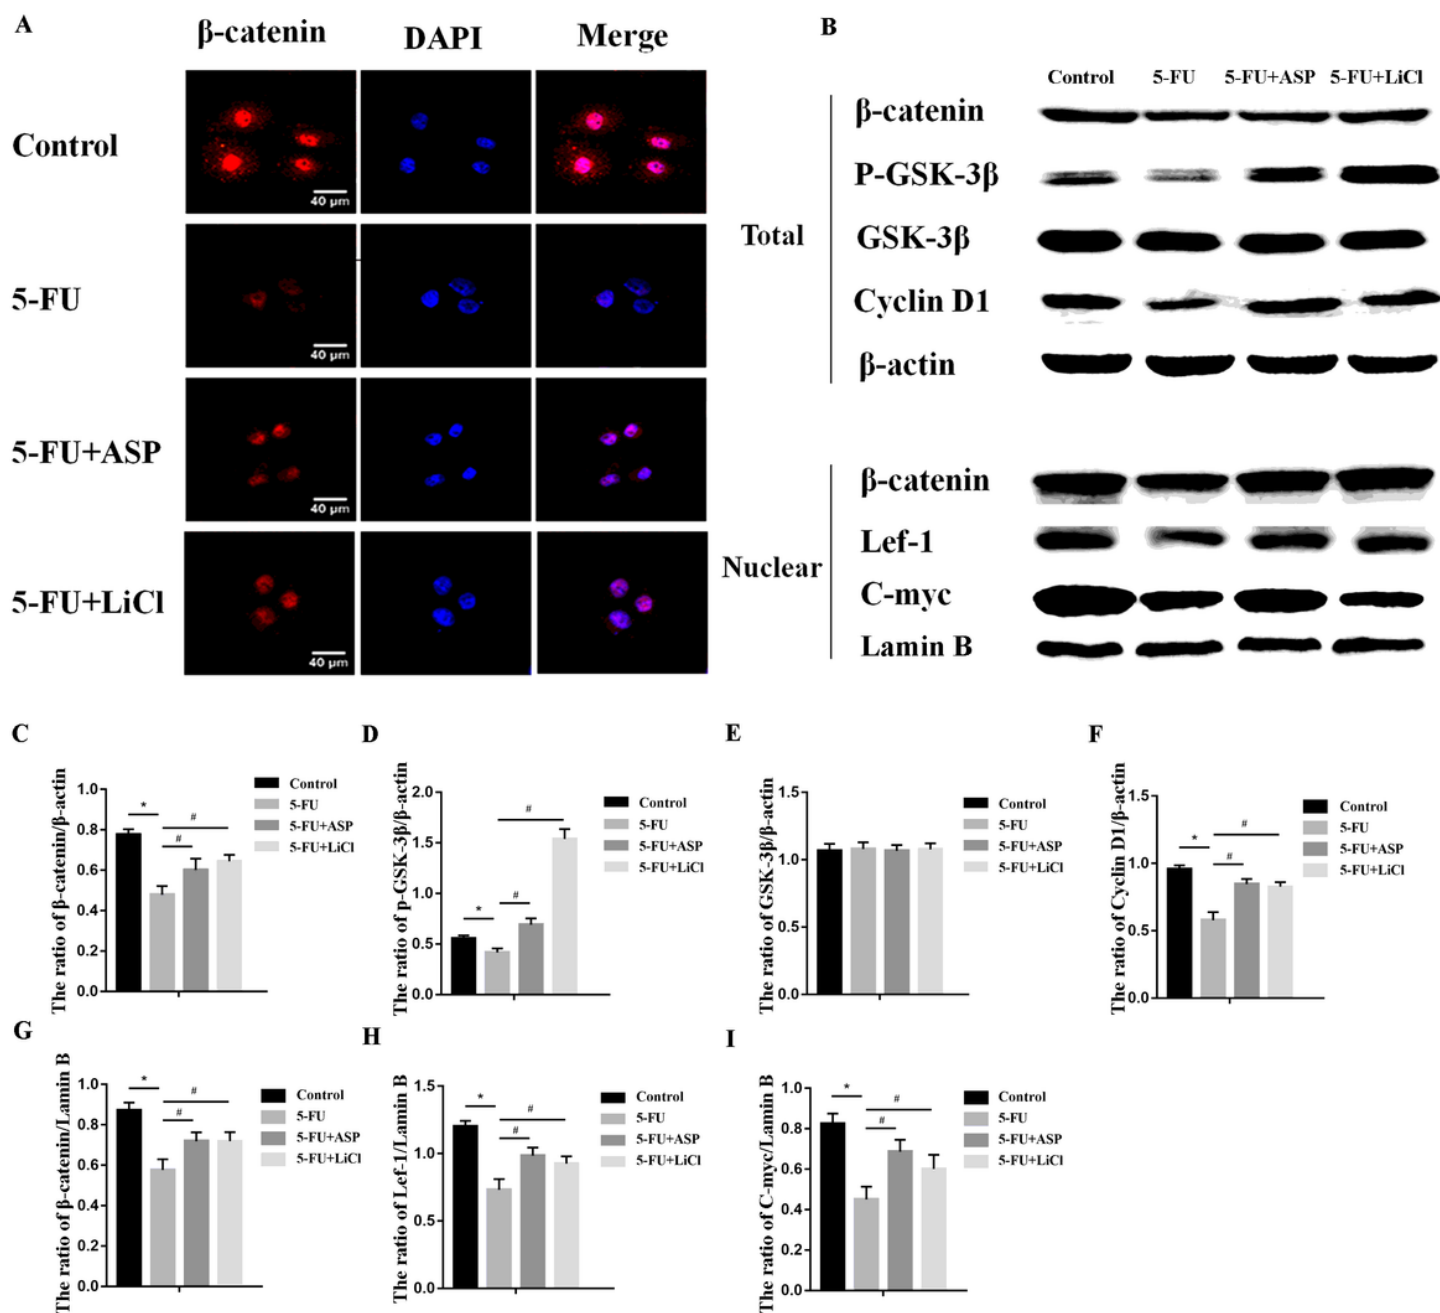 A
β-catenin DAPI Merge
Control
40 μm
5-FU
40 μm
5-FU+ASP
40 μm
5-FU+LiCl
40 μm
B
Control 5-FU 5-FU+ASP 5-FU+LiCl
Total
β-catenin
P-GSK-3β
GSK-3β
Cyclin D1
β-actin
Nuclear
β-catenin
Lef-1
C-myc
Lamin B
C
The ratio of β-catenin/β-actin
1.0
0.8
0.6
0.4
0.2
0.0
*
#
#
Control
5-FU
5-FU+ASP
5-FU+LiCl
D
The ratio of p-GSK-3β/β-actin
2.0
1.5
1.0
0.5
0.0
*
#
#
Control
5-FU
5-FU+ASP
5-FU+LiCl
E
The ratio of GSK-3β/β-actin
1.5
1.0
0.5
0.0
Control
5-FU
5-FU+ASP
5-FU+LiCl
F
The ratio of Cyclin D1/β-actin
1.5
1.0
0.5
0.0
*
#
#
Control
5-FU
5-FU+ASP
5-FU+LiCl
G
The ratio of β-catenin/Lamin B
1.0
0.8
0.6
0.4
0.2
0.0
*
#
#
Control
5-FU
5-FU+ASP
5-FU+LiCl
H
The ratio of Lef-1/Lamin B
1.5
1.0
0.5
0.0
*
#
#
Control
5-FU
5-FU+ASP
5-FU+LiCl
I
The ratio of C-myc/Lamin B
1.0
0.8
0.6
0.4
0.2
0.0
*
#
#
Control
5-FU
5-FU+ASP
5-FU+LiCl